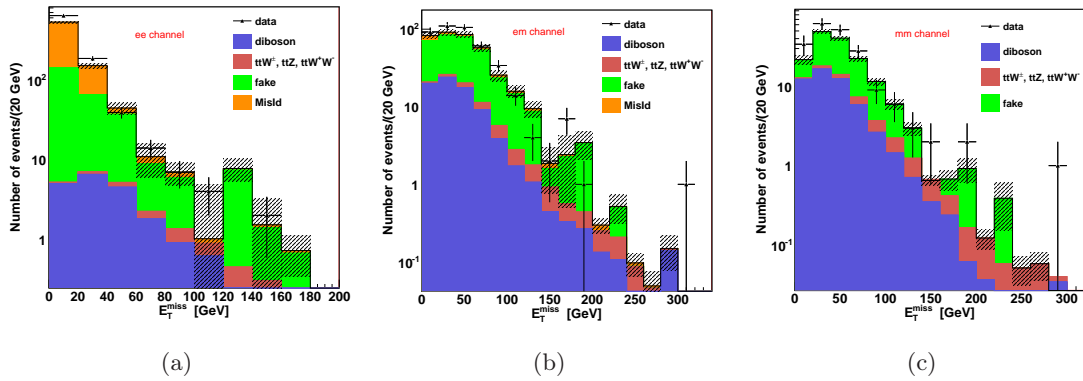 ee channel
data
diboson
ttW±, ttZ, ttW⁺W⁻
fake
MisId
Number of events/(20 GeV)
10²
10
1
0 20 40 60 80 100 120 140 160 180 200
E_T^miss [GeV]
(a)
em channel
data
diboson
ttW±, ttZ, ttW⁺W⁻
fake
MisId
Number of events/(20 GeV)
10²
10
1
10⁻¹
0 50 100 150 200 250 300
E_T^miss [GeV]
(b)
mm channel
data
diboson
ttW±, ttZ, ttW⁺W⁻
fake
Number of events/(20 GeV)
10
1
10⁻¹
0 50 100 150 200 250 300
E_T^miss [GeV]
(c)